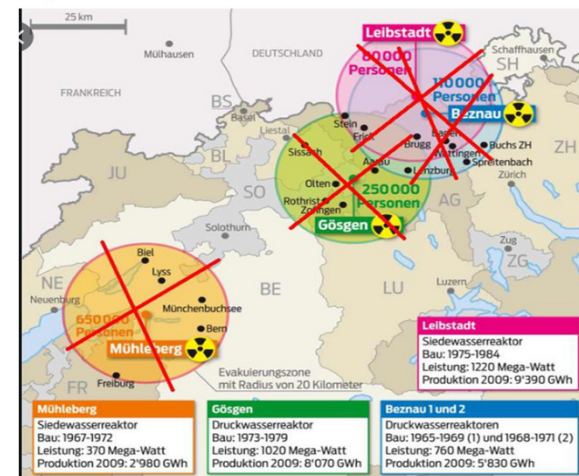 25 km
Mülhausen
DEUTSCHLAND
FRANKREICH
Leibstadt
80000
Personen
Schaffhausen
SH
110000
Personen
Beznau
BS
Basel
Liestal
BL
Stein
Frick
Sissach
Baden
Brugg
Wettingen
Buchs ZH
Spreitenbach
ZH
Zürich
JU
SO
Aarau
Lenzburg
Olten
250000
Personen
Rothrist
Zofingen
Gösgen
AG
Solothurn
Zug
ZG
Biel
Lyss
NE
Neuenburg
BE
LU
Luzern
Münchenbuchsee
650000
Personen
Bern
Mühleberg
FR
Freiburg
Evakuierungszone
mit Radius von 20 Kilometer
Leibstadt
Siedewasserreaktor
Bau: 1975-1984
Leistung: 1220 Mega-Watt
Produktion 2009: 9'390 GWh
Mühleberg
Siedewasserreaktor
Bau: 1967-1972
Leistung: 370 Mega-Watt
Produktion 2009: 2'980 GWh
Gösgen
Druckwasserreaktor
Bau: 1973-1979
Leistung: 1020 Mega-Watt
Produktion 2009: 8'070 GWh
Beznau 1 und 2
Druckwasserreaktoren
Bau: 1965-1969 (1) und 1968-1971 (2)
Leistung: 760 Mega-Watt
Produktion 2009: 5'830 GWh